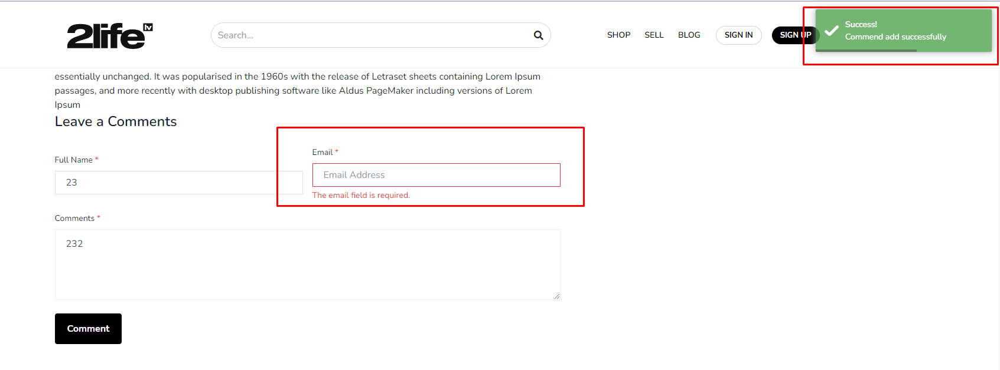 2life lv
Search...
SHOP SELL BLOG SIGN IN SIGN UP
Success!
Commend add successfully
essentially unchanged. It was popularised in the 1960s with the release of Letraset sheets containing Lorem Ipsum
passages, and more recently with desktop publishing software like Aldus PageMaker including versions of Lorem
Ipsum
Leave a Comments
Full Name *
23
Email *
Email Address
The email field is required.
Comments *
232
Comment